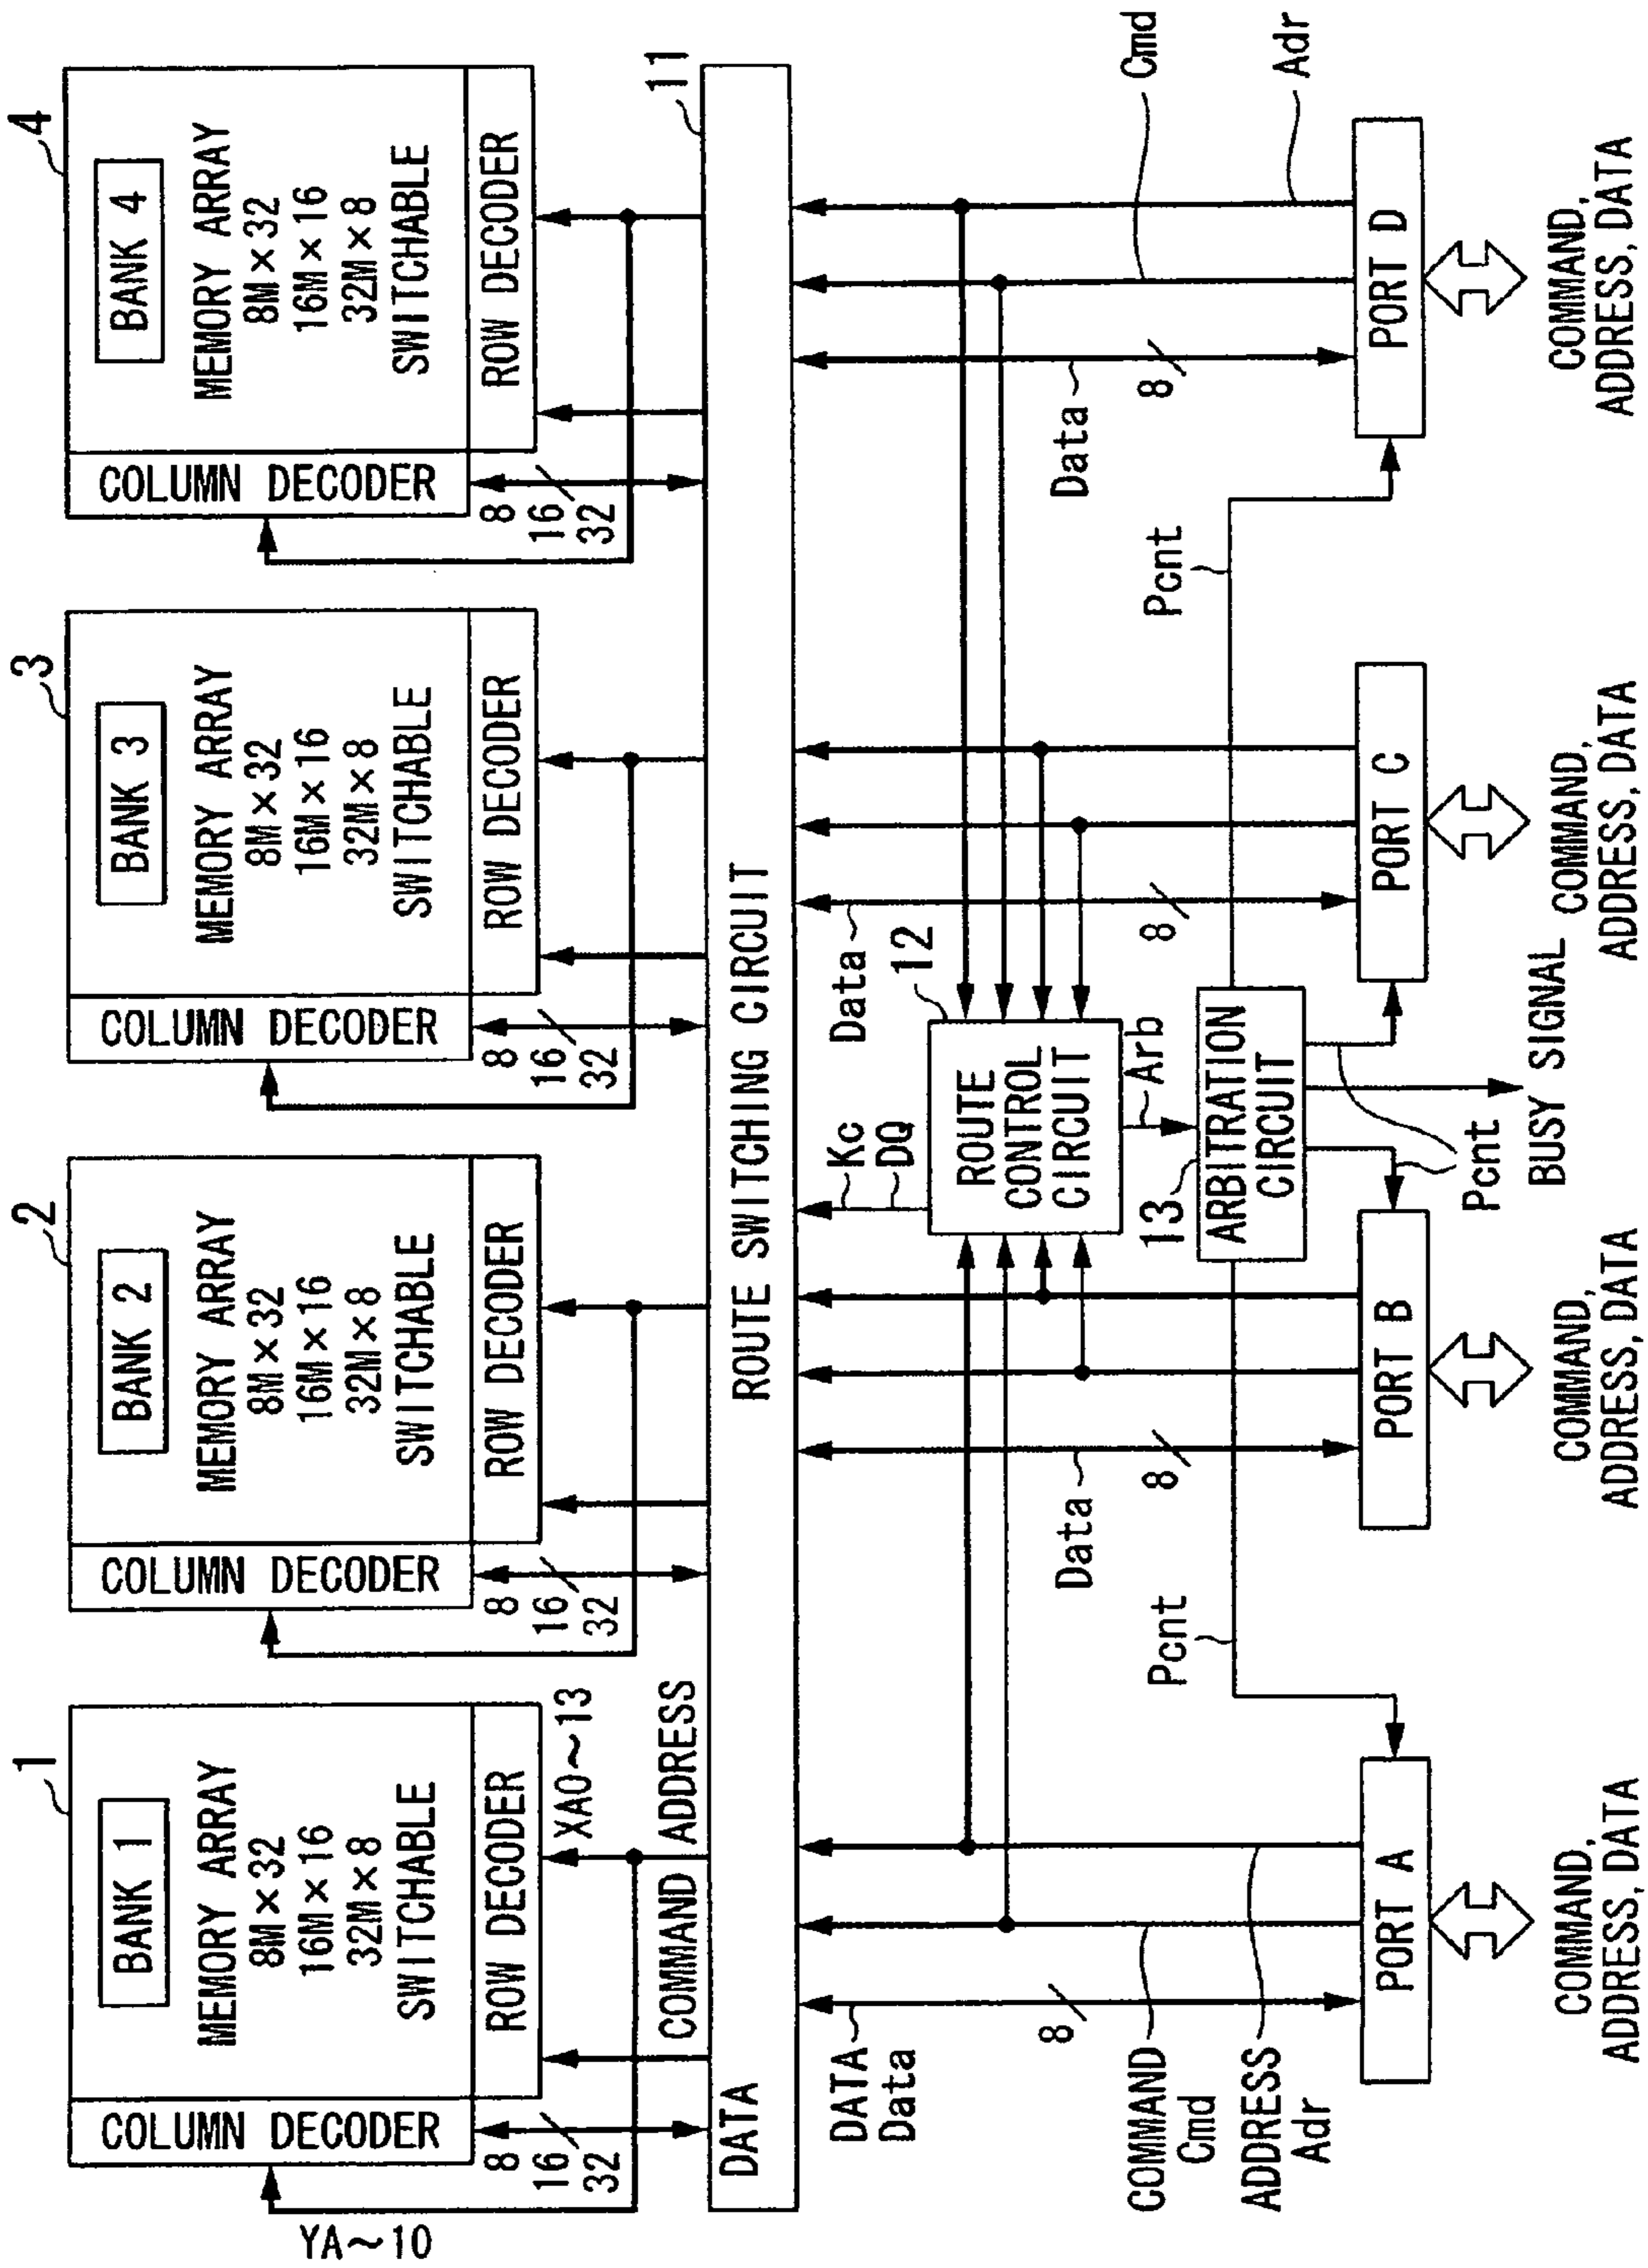 1
BANK 1
MEMORY ARRAY
8M×32
16M×16
32M×8
SWITCHABLE
COLUMN DECODER
ROW DECODER
YA~10
8
16
32
XA0~13
2
BANK 2
MEMORY ARRAY
8M×32
16M×16
32M×8
SWITCHABLE
COLUMN DECODER
ROW DECODER
8
16
32
3
BANK 3
MEMORY ARRAY
8M×32
16M×16
32M×8
SWITCHABLE
COLUMN DECODER
ROW DECODER
8
16
32
4
BANK 4
MEMORY ARRAY
8M×32
16M×16
32M×8
SWITCHABLE
COLUMN DECODER
ROW DECODER
8
16
32
COMMAND ADDRESS
DATA
ROUTE SWITCHING CIRCUIT
11
DATA
Data
8
COMMAND
Cmd
ADDRESS
Adr
Kc
DQ
12
ROUTE
CONTROL
CIRCUIT
Arb
13
ARBITRATION
CIRCUIT
Data
8
Data
8
Data
8
Cmd
Adr
Pcnt
Pcnt
Pcnt
PORT A
PORT B
PORT C
PORT D
BUSY SIGNAL
COMMAND,
ADDRESS, DATA
COMMAND,
ADDRESS, DATA
COMMAND,
ADDRESS, DATA
COMMAND,
ADDRESS, DATA